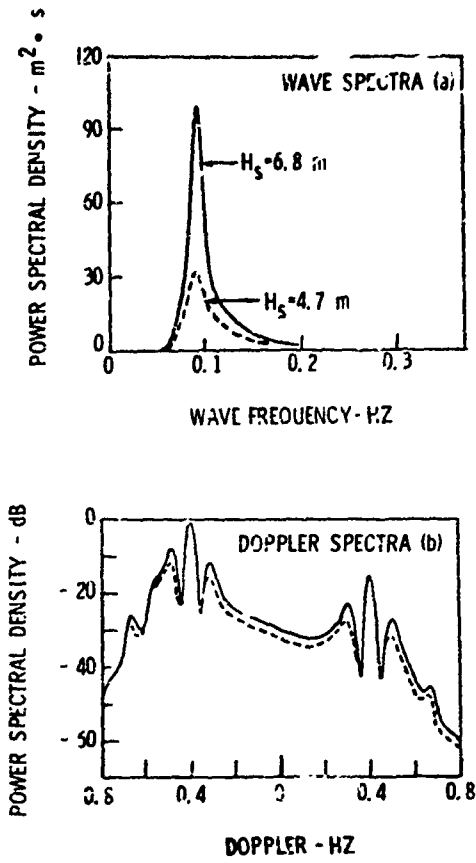 POWER SPECTRAL DENSITY - m². s
120
90
60
30
0
WAVE SPECTRA (a)
Hs=6.8 m
Hs=4.7 m
0 0.1 0.2 0.3
WAVE FREQUENCY - HZ
POWER SPECTRAL DENSITY - dB
0
- 20
- 40
- 50
DOPPLER SPECTRA (b)
0.8 0.4 0 0.4 0.8
DOPPLER - HZ